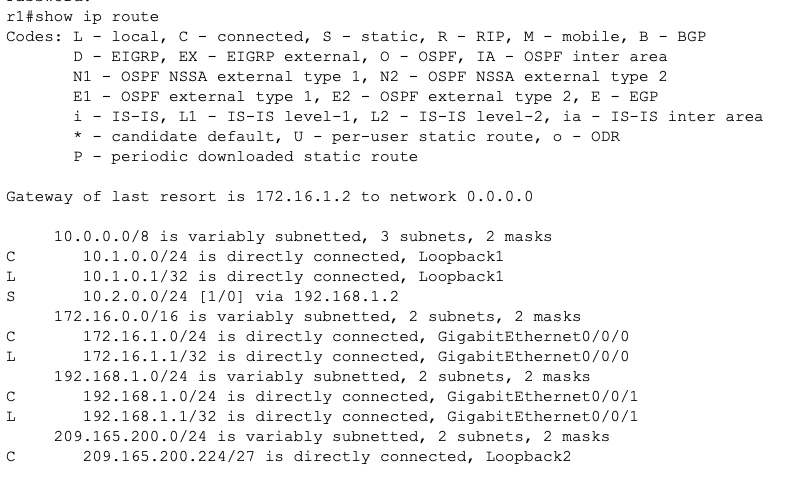 r1#show ip route
Codes: L - local, C - connected, S - static, R - RIP, M - mobile, B - BGP
       D - EIGRP, EX - EIGRP external, O - OSPF, IA - OSPF inter area
       N1 - OSPF NSSA external type 1, N2 - OSPF NSSA external type 2
       E1 - OSPF external type 1, E2 - OSPF external type 2, E - EGP
       i - IS-IS, L1 - IS-IS level-1, L2 - IS-IS level-2, ia - IS-IS inter area
       * - candidate default, U - per-user static route, o - ODR
       P - periodic downloaded static route

Gateway of last resort is 172.16.1.2 to network 0.0.0.0

     10.0.0.0/8 is variably subnetted, 3 subnets, 2 masks
C       10.1.0.0/24 is directly connected, Loopback1
L       10.1.0.1/32 is directly connected, Loopback1
S       10.2.0.0/24 [1/0] via 192.168.1.2
     172.16.0.0/16 is variably subnetted, 2 subnets, 2 masks
C       172.16.1.0/24 is directly connected, GigabitEthernet0/0/0
L       172.16.1.1/32 is directly connected, GigabitEthernet0/0/0
     192.168.1.0/24 is variably subnetted, 2 subnets, 2 masks
C       192.168.1.0/24 is directly connected, GigabitEthernet0/0/1
L       192.168.1.1/32 is directly connected, GigabitEthernet0/0/1
     209.165.200.0/24 is variably subnetted, 2 subnets, 2 masks
C       209.165.200.224/27 is directly connected, Loopback2